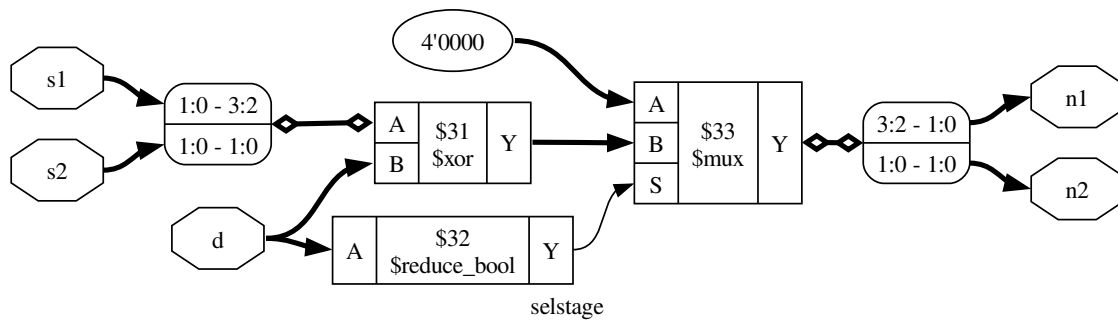 s1
s2
1:0 - 3:2
1:0 - 1:0
d
4'0000
A
B
$31
$xor
Y
A
$32
$reduce_bool
Y
A
B
S
$33
$mux
Y
3:2 - 1:0
1:0 - 1:0
n1
n2
selstage